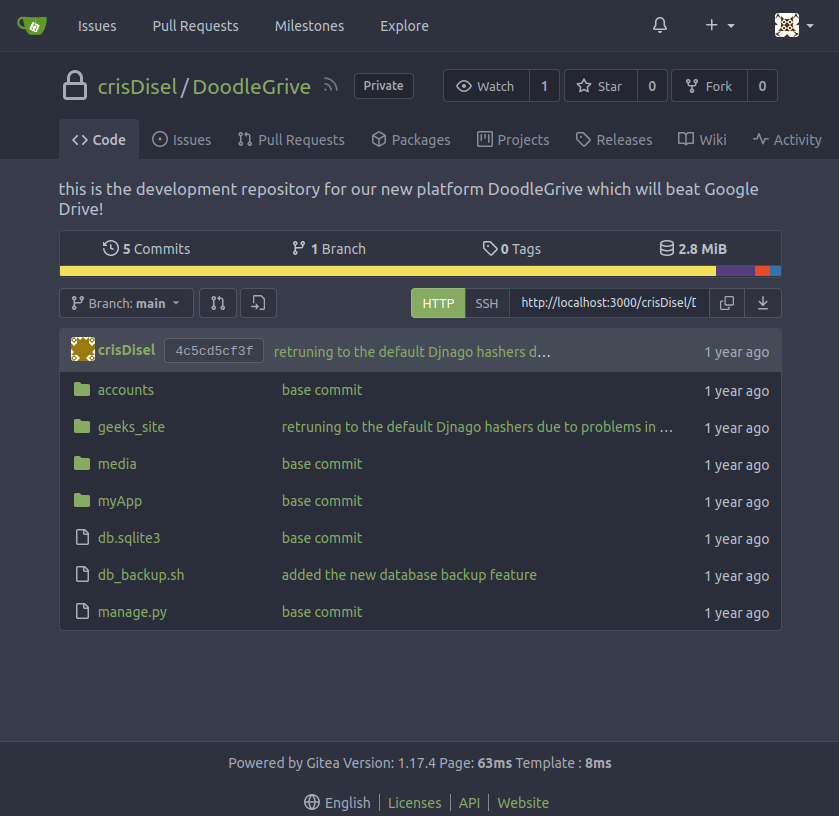 Issues Pull Requests Milestones Explore
crisDisel / DoodleGrive Private Watch 1 Star 0 Fork 0
Code Issues Pull Requests Packages Projects Releases Wiki Activity
this is the development repository for our new platform DoodleGrive which will beat Google
Drive!
5 Commits 1 Branch 0 Tags 2.8 MiB
Branch: main HTTP SSH http://localhost:3000/crisDisel/D
crisDisel 4c5cd5cf3f retruning to the default Djnago hashers d... 1 year ago
accounts base commit 1 year ago
geeks_site retruning to the default Djnago hashers due to problems in ... 1 year ago
media base commit 1 year ago
myApp base commit 1 year ago
db.sqlite3 base commit 1 year ago
db_backup.sh added the new database backup feature 1 year ago
manage.py base commit 1 year ago
Powered by Gitea Version: 1.17.4 Page: 63ms Template : 8ms
English Licenses API Website